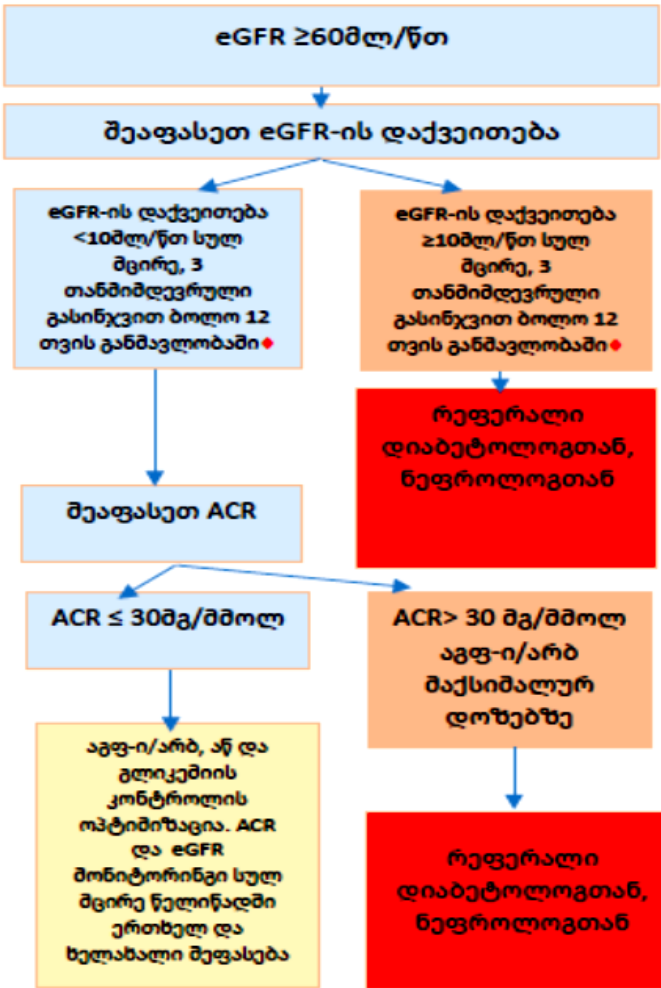 eGFR ≥60მლ/წთ
შეაფასეთ eGFR-ის დაქვეითება
eGFR-ის დაქვეითება
<10მლ/წთ სულ
მცირე, 3
თანმიმდევრული
გასინჯვით ბოლო 12
თვის განმავლობაში♦
eGFR-ის დაქვეითება
≥10მლ/წთ სულ
მცირე, 3
თანმიმდევრული
გასინჯვით ბოლო 12
თვის განმავლობაში♦
რეფერალი
დიაბეტოლოგთან,
ნეფროლოგთან
შეაფასეთ ACR
ACR ≤ 30მგ/მმოლ
ACR> 30 მგ/მმოლ
აგფ-ი/არბ
მაქსიმალურ
დოზებზე
აგფ-ი/არბ, აწ და
გლიკემიის
კონტროლის
ოპტიმიზაცია. ACR
და eGFR
მონიტორინგი სულ
მცირე წელიწადში
ერთხელ და
ხელახალი შეფასება
რეფერალი
დიაბეტოლოგთან,
ნეფროლოგთან